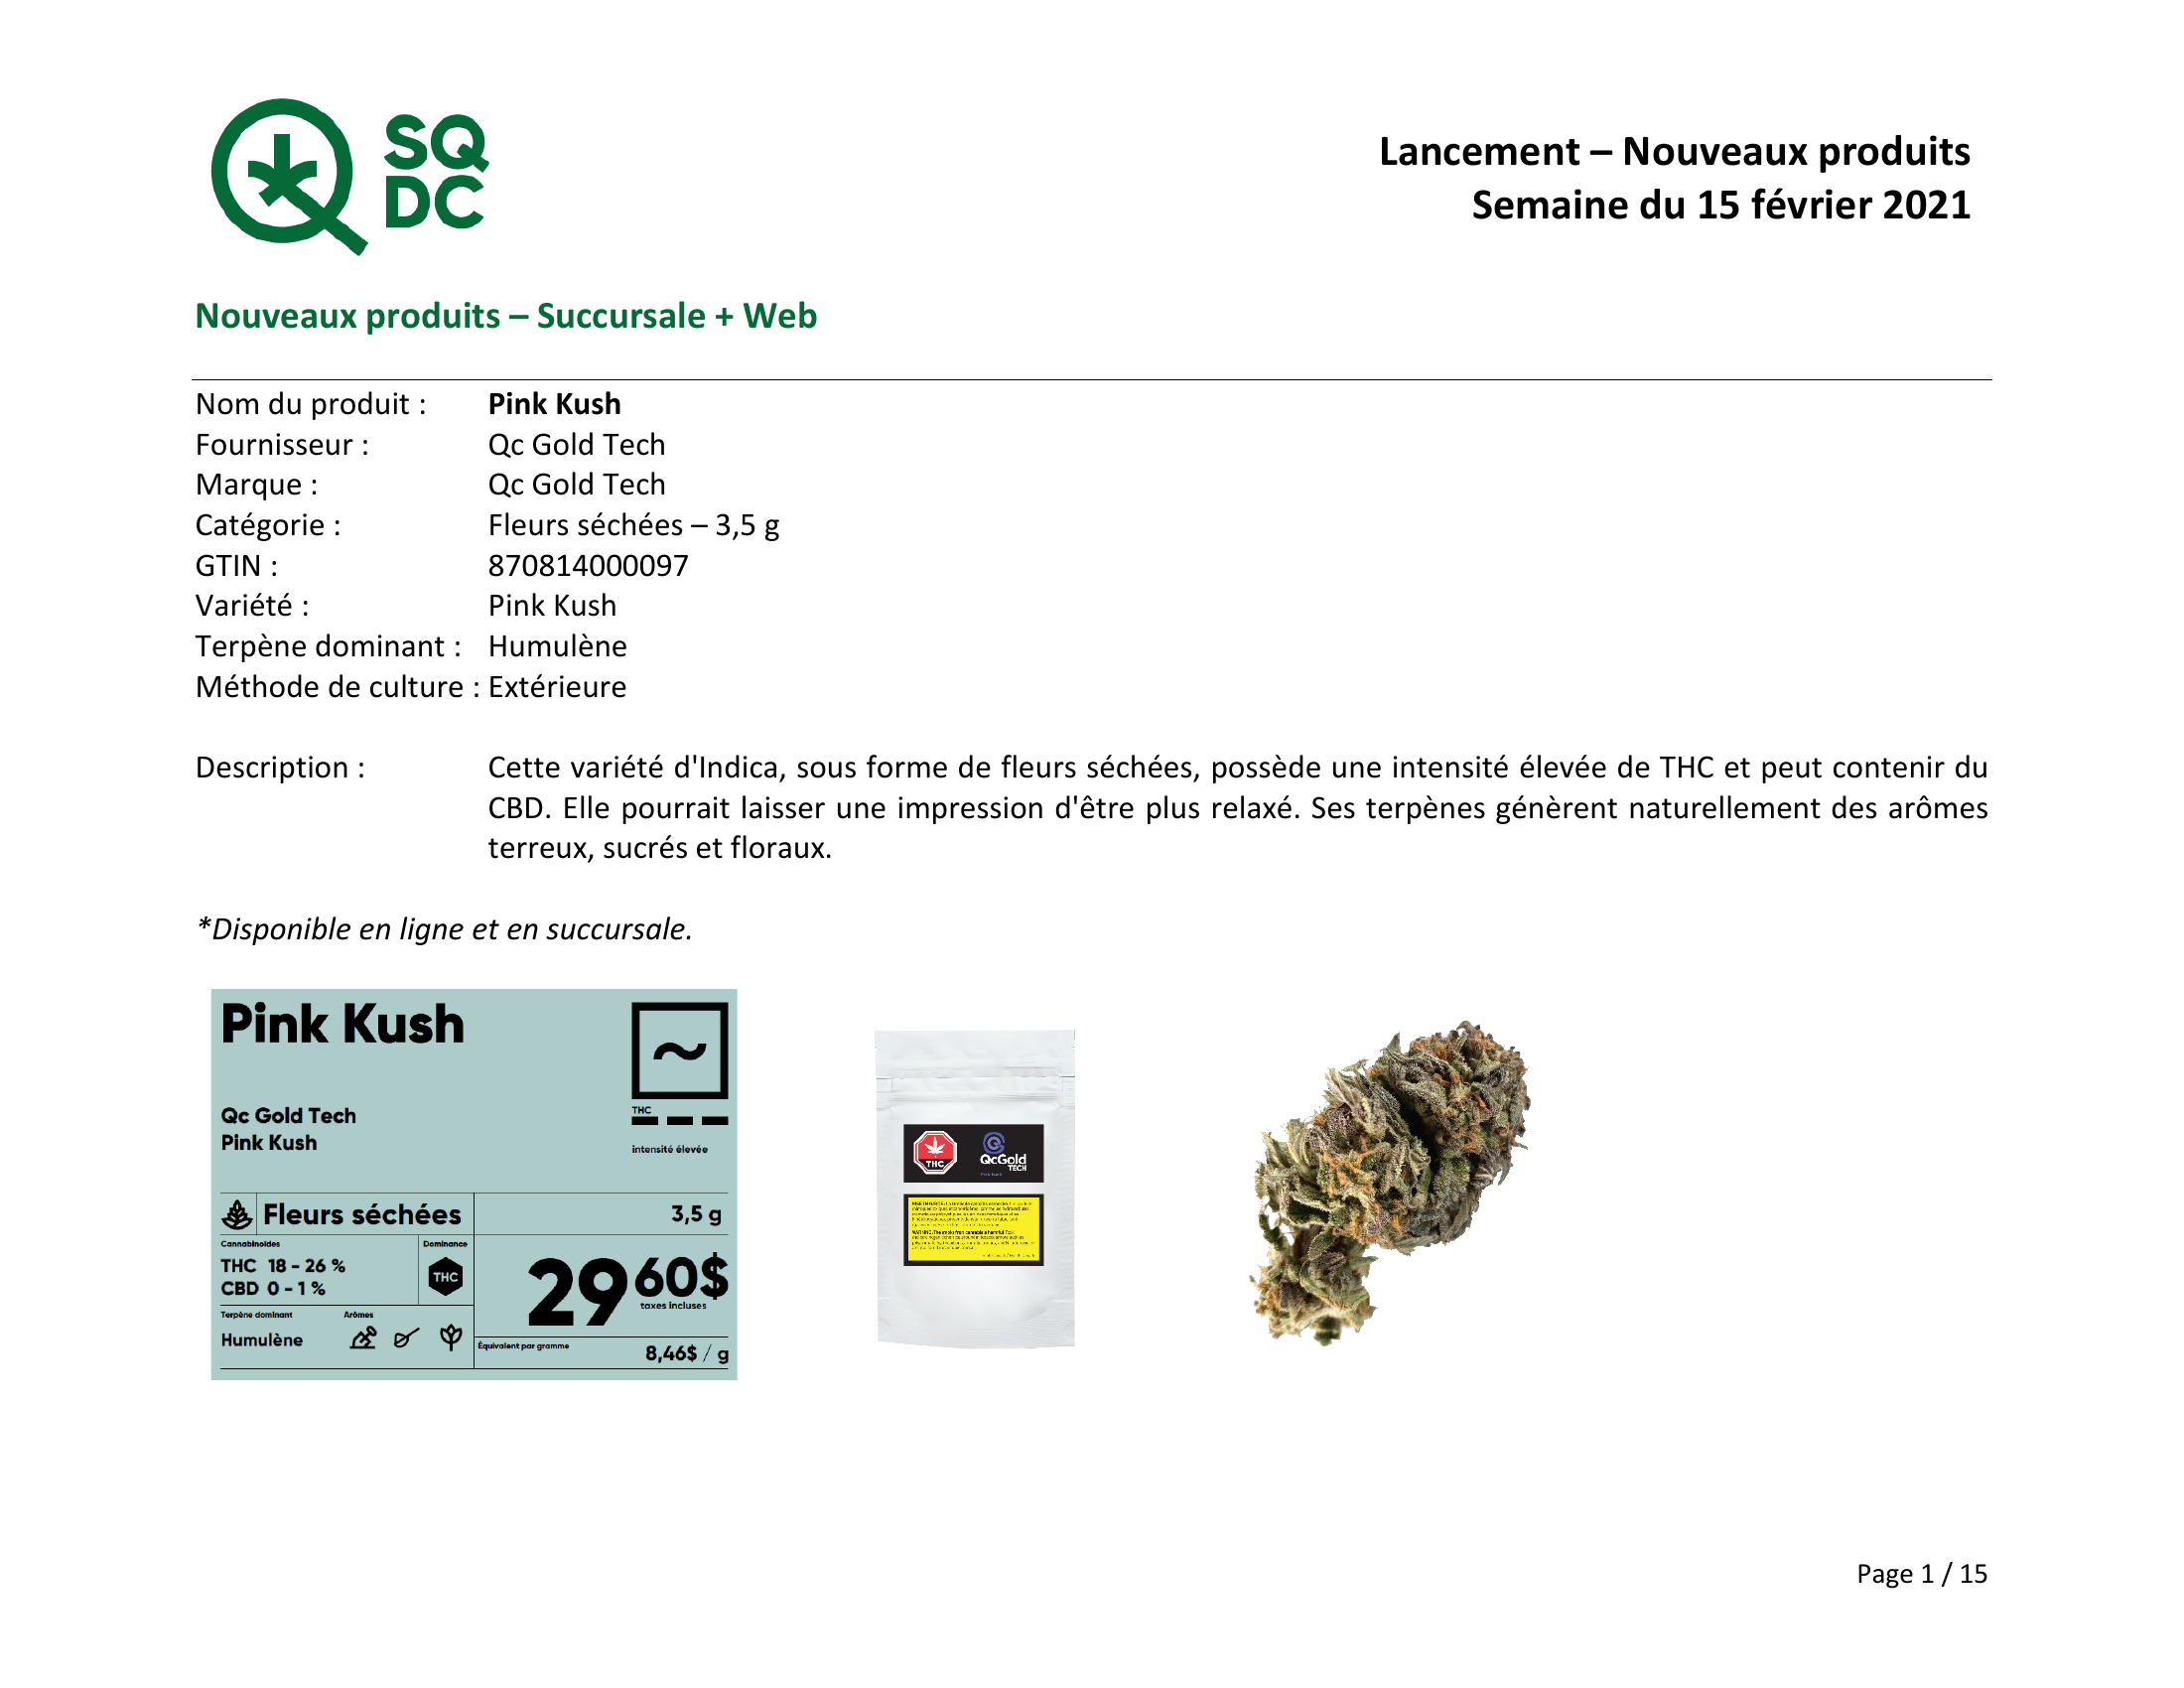 SQ
DC
Lancement – Nouveaux produits
Semaine du 15 février 2021
Nouveaux produits – Succursale + Web
Nom du produit : Pink Kush
Fournisseur : Qc Gold Tech
Marque : Qc Gold Tech
Catégorie : Fleurs séchées – 3,5 g
GTIN : 870814000097
Variété : Pink Kush
Terpène dominant : Humulène
Méthode de culture : Extérieure
Description : Cette variété d'Indica, sous forme de fleurs séchées, possède une intensité élevée de THC et peut contenir du
CBD. Elle pourrait laisser une impression d'être plus relaxé. Ses terpènes génèrent naturellement des arômes
terreux, sucrés et floraux.
*Disponible en ligne et en succursale.
Pink Kush
Qc Gold Tech
Pink Kush
THC
intensité élevée
Fleurs séchées
3,5 g
Cannabinoïdes
THC 18 - 26 %
CBD 0 - 1 %
Dominance
THC
29 60$
taxes incluses
Terpène dominant
Humulène
Arômes
Équivalent par gramme
8,46$ / g
THC
QcGold
TECH
Pink Kush
Page 1 / 15